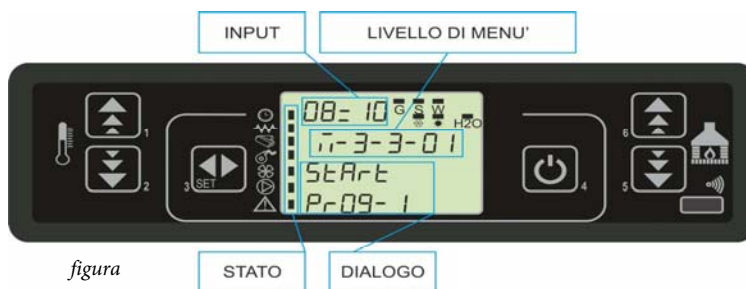 INPUT
LIVELLO DI MENU'
08= 10 G S W
H2O
n-3-3-01
StArt
Pr09-1
1
2
3 SET
4
6
5
figura
STATO
DIALOGO